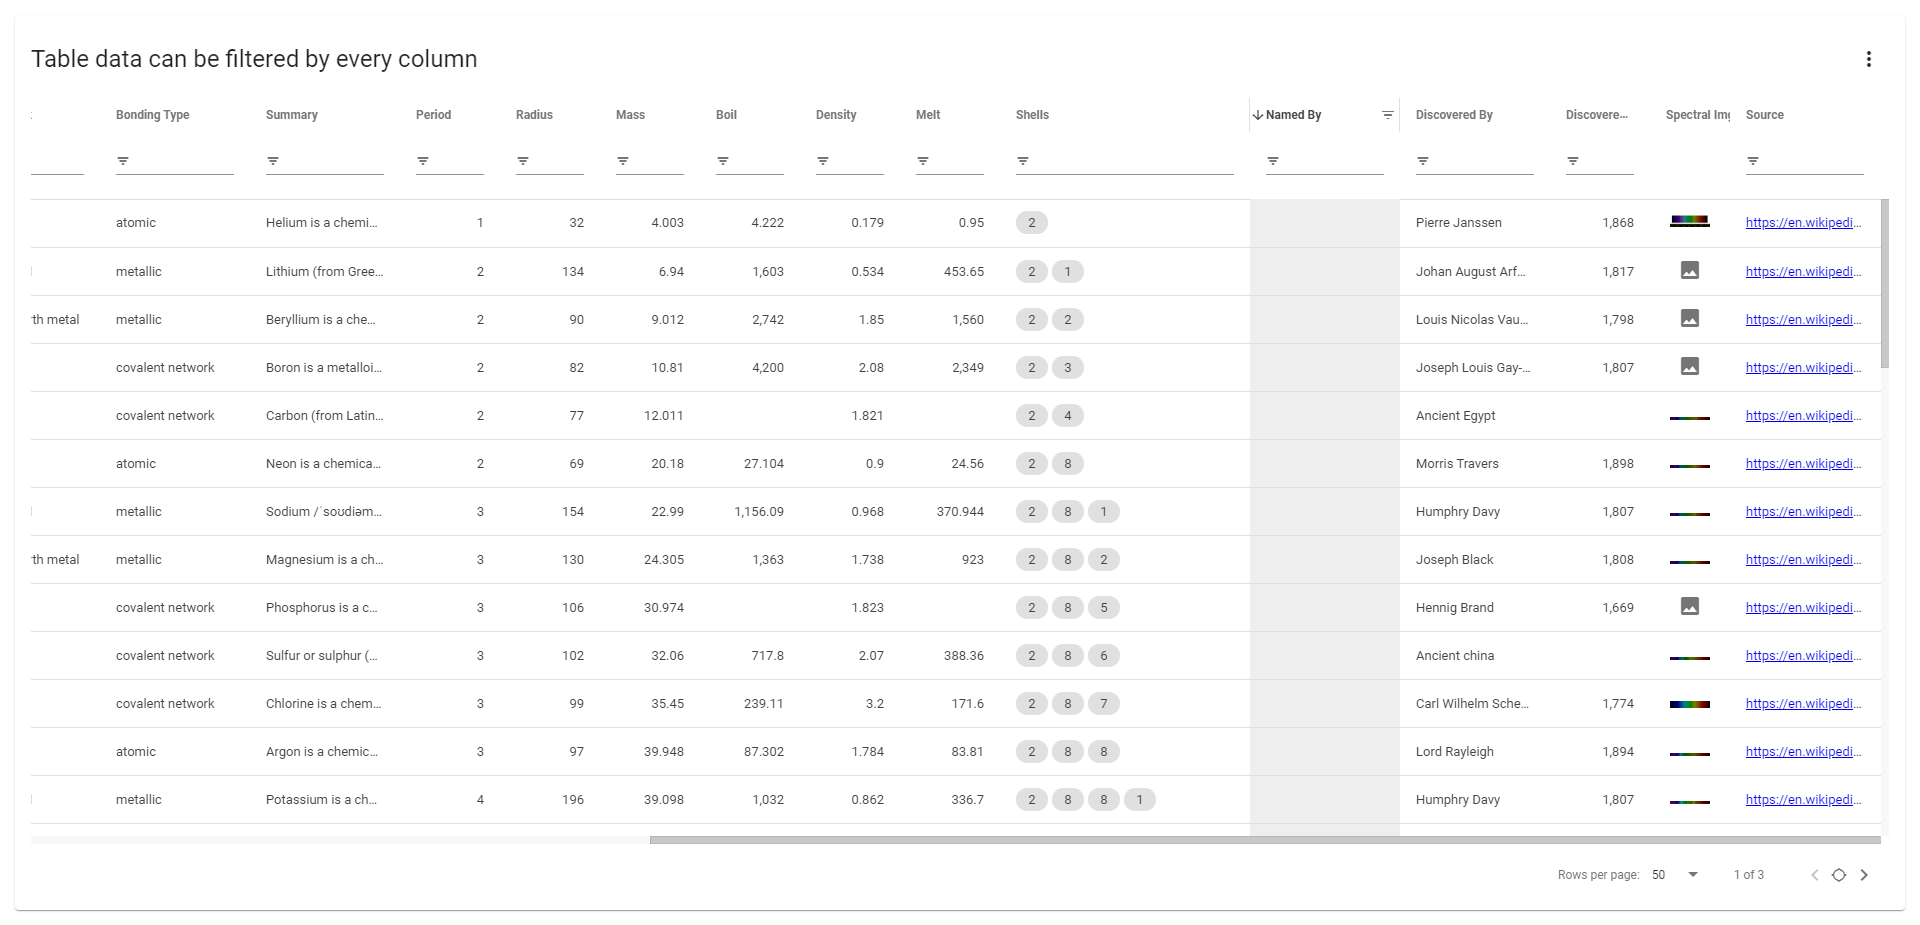 Table data can be filtered by every column
Bonding Type Summary Period Radius Mass Boil Density Melt Shells Named By Discovered By Discovere... Spectral Img Source
atomic Helium is a chemi... 1 32 4.003 4.222 0.179 0.95 2 Pierre Janssen 1,868 https://en.wikipedi...
metallic Lithium (from Gree... 2 134 6.94 1,603 0.534 453.65 2 1 Johan August Arf... 1,817 https://en.wikipedi...
th metal metallic Beryllium is a che... 2 90 9.012 2,742 1.85 1,560 2 2 Louis Nicolas Vau... 1,798 https://en.wikipedi...
covalent network Boron is a metalloi... 2 82 10.81 4,200 2.08 2,349 2 3 Joseph Louis Gay-... 1,807 https://en.wikipedi...
covalent network Carbon (from Latin... 2 77 12.011 1.821 2 4 Ancient Egypt https://en.wikipedi...
atomic Neon is a chemica... 2 69 20.18 27.104 0.9 24.56 2 8 Morris Travers 1,898 https://en.wikipedi...
metallic Sodium /ˈsoʊdiəm... 3 154 22.99 1,156.09 0.968 370.944 2 8 1 Humphry Davy 1,807 https://en.wikipedi...
th metal metallic Magnesium is a ch... 3 130 24.305 1,363 1.738 923 2 8 2 Joseph Black 1,808 https://en.wikipedi...
covalent network Phosphorus is a c... 3 106 30.974 1.823 2 8 5 Hennig Brand 1,669 https://en.wikipedi...
covalent network Sulfur or sulphur (... 3 102 32.06 717.8 2.07 388.36 2 8 6 Ancient china https://en.wikipedi...
covalent network Chlorine is a chem... 3 99 35.45 239.11 3.2 171.6 2 8 7 Carl Wilhelm Sche... 1,774 https://en.wikipedi...
atomic Argon is a chemic... 3 97 39.948 87.302 1.784 83.81 2 8 8 Lord Rayleigh 1,894 https://en.wikipedi...
metallic Potassium is a ch... 4 196 39.098 1,032 0.862 336.7 2 8 8 1 Humphry Davy 1,807 https://en.wikipedi...
Rows per page: 50 1 of 3